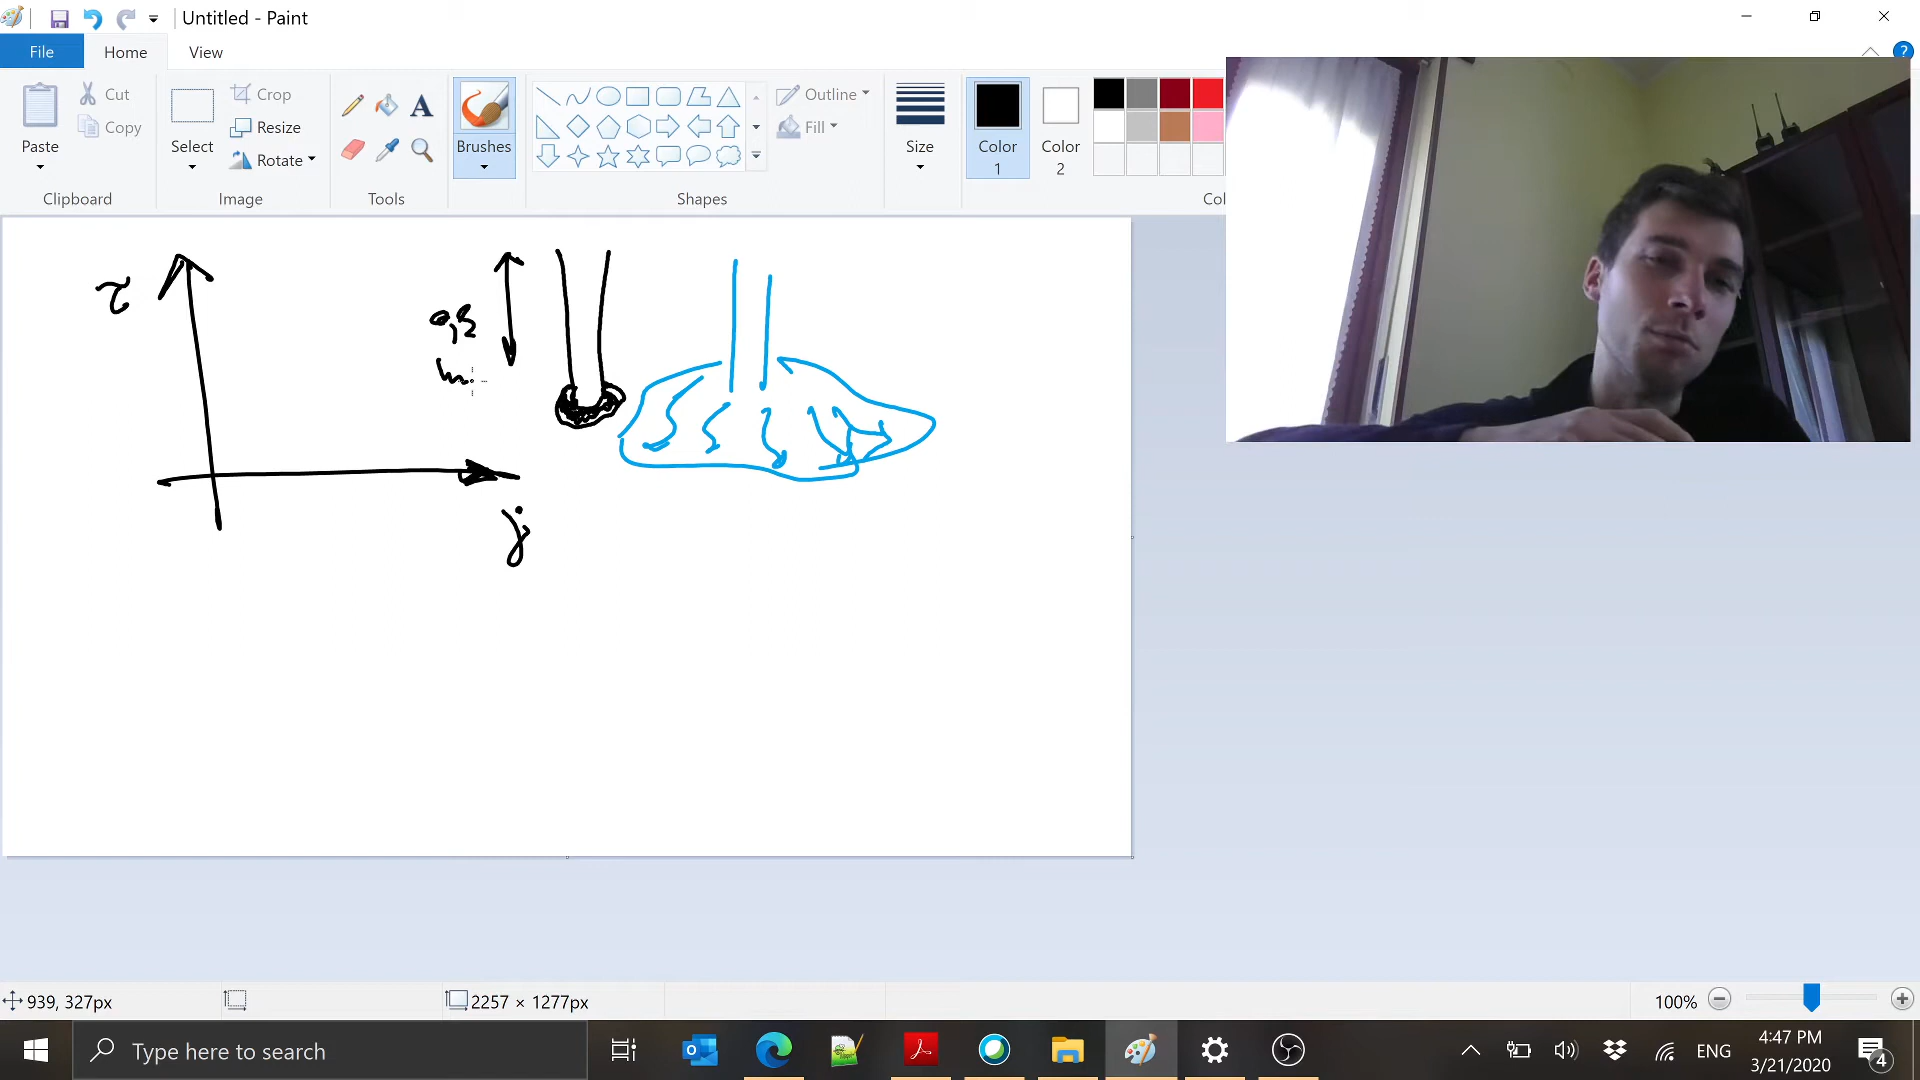 Untitled - Paint
File
Home
View
Paste
Cut
Copy
Clipboard
Select
Crop
Resize
Rotate
Image
Tools
Brushes
Shapes
Outline
Fill
Size
Color
1
Color
2
Col
τ
j
939, 327px
2257 × 1277px
100%
Type here to search
ENG
4:47 PM
3/21/2020
4